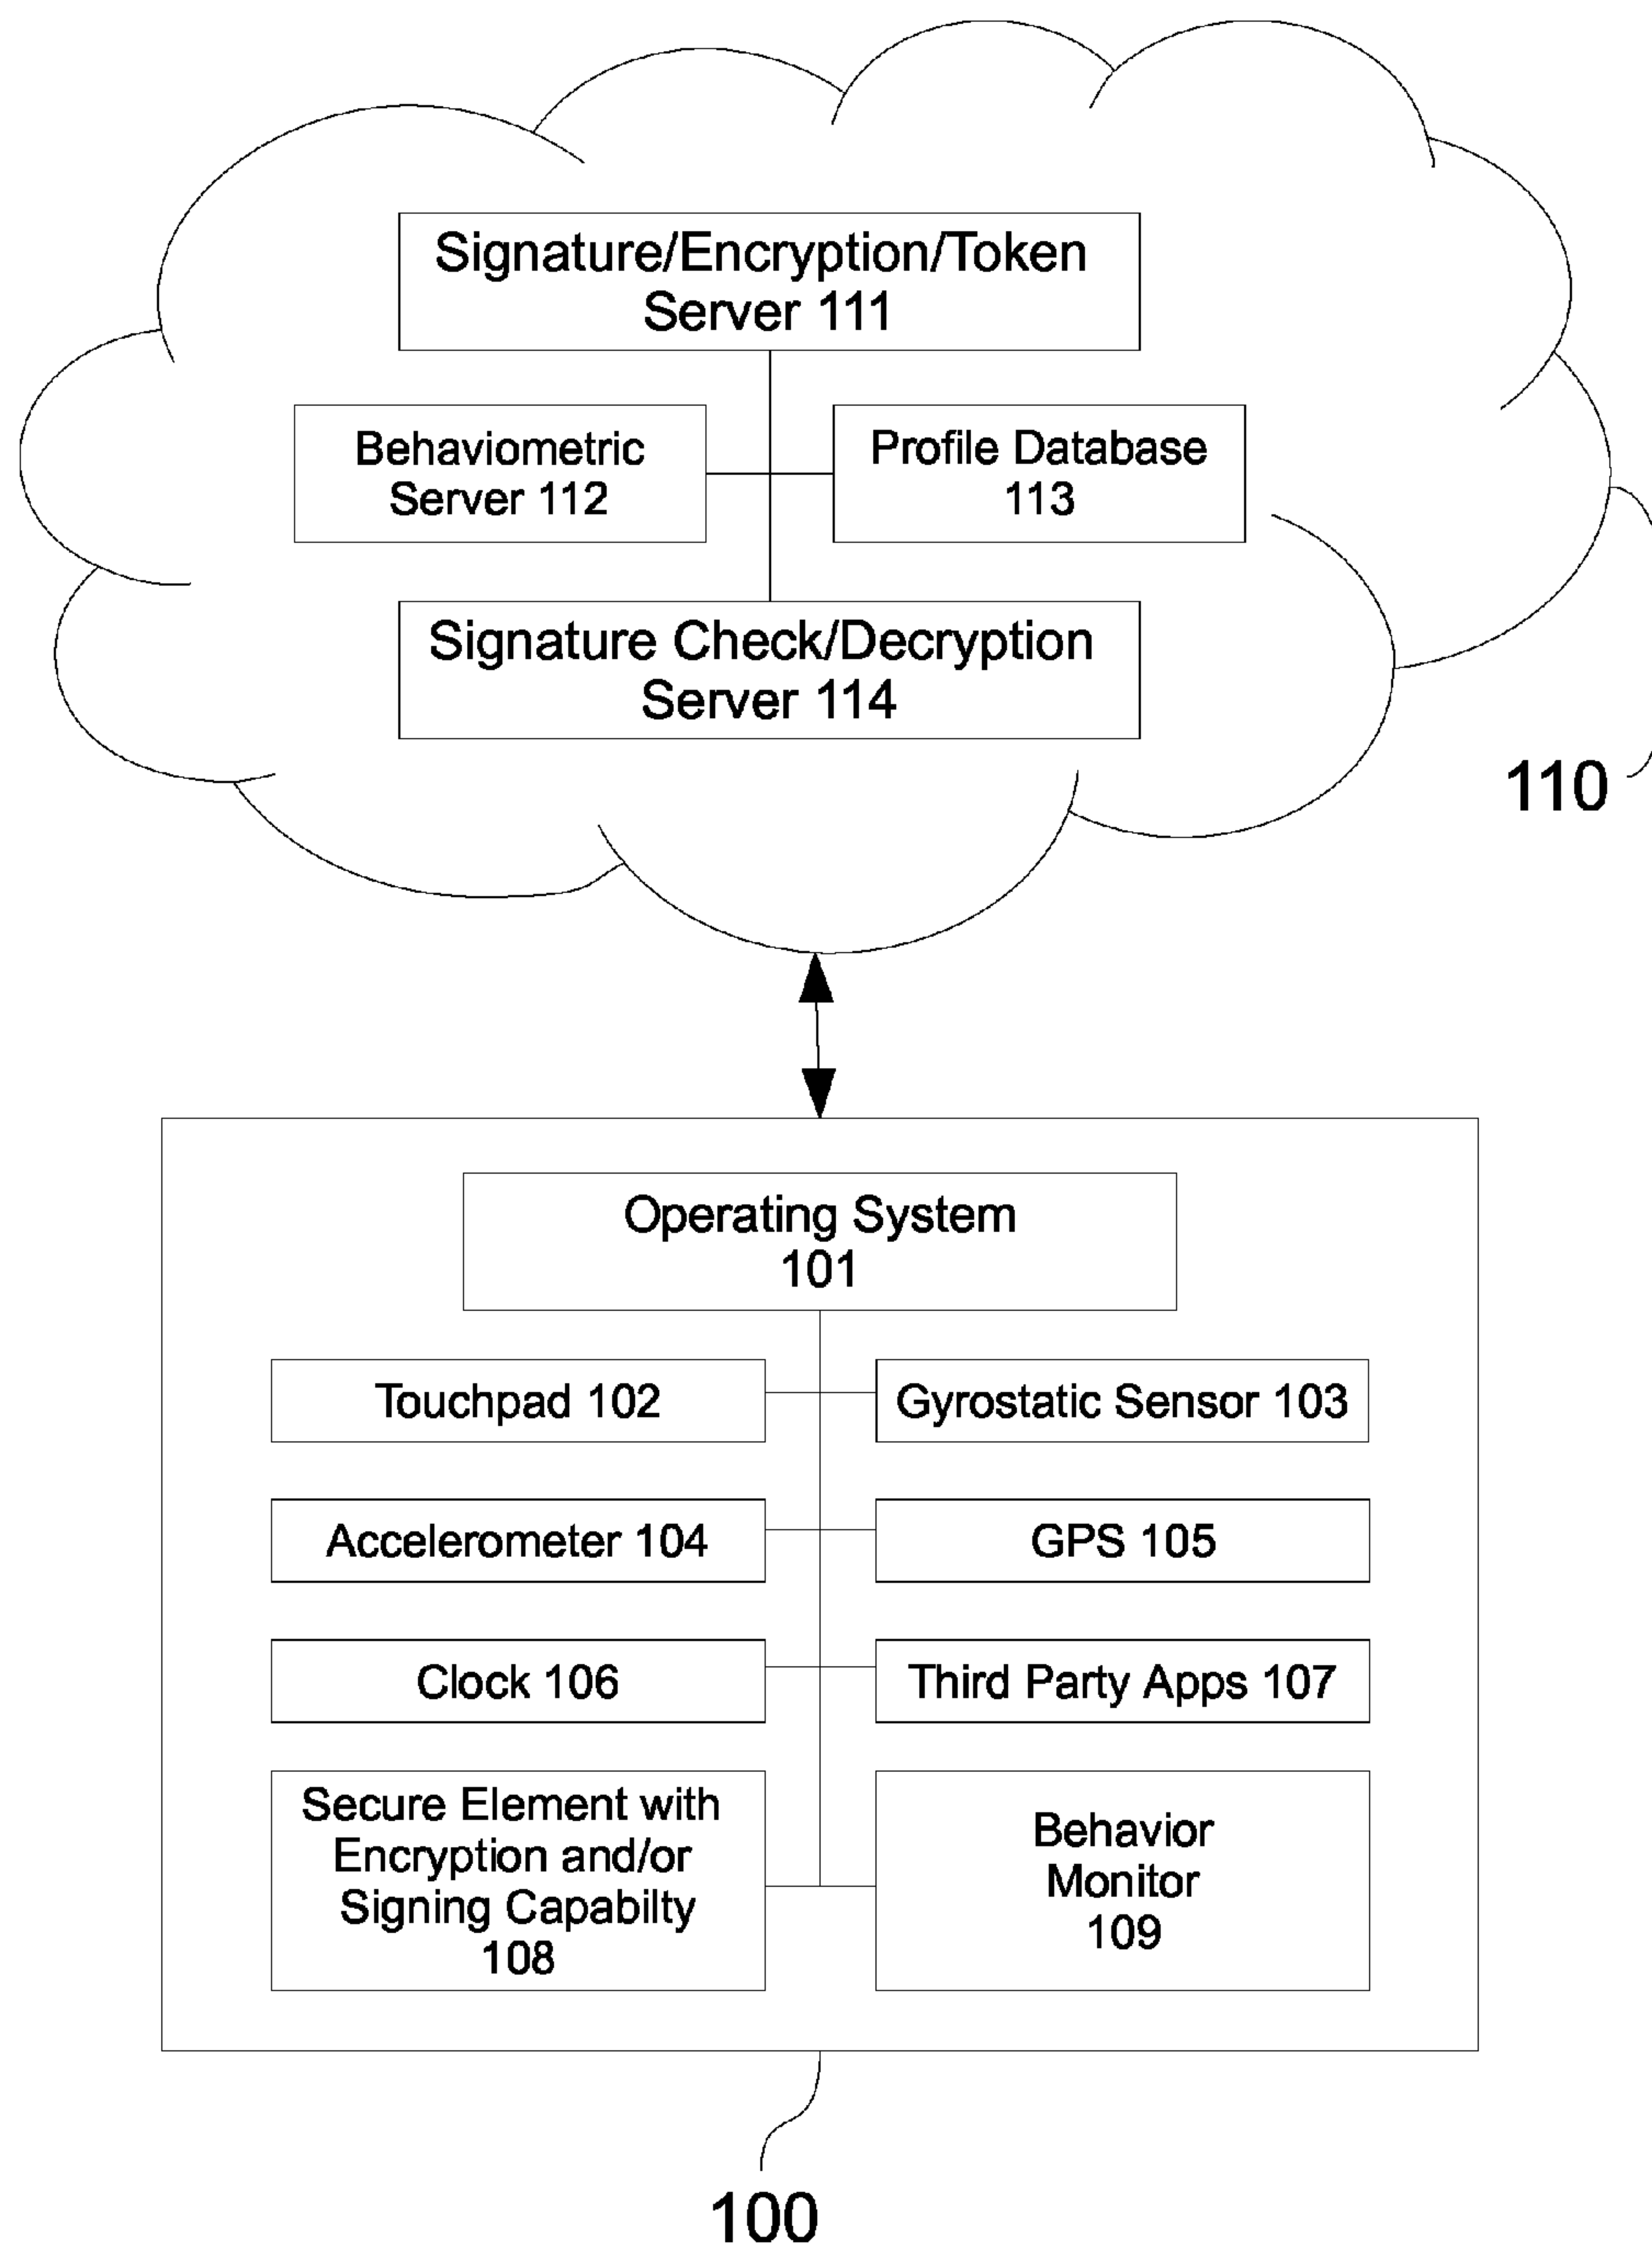 Signature/Encryption/Token
Server 111
Behaviometric
Server 112
Profile Database
113
Signature Check/Decryption
Server 114
110
Operating System
101
Touchpad 102
Gyrostatic Sensor 103
Accelerometer 104
GPS 105
Clock 106
Third Party Apps 107
Secure Element with
Encryption and/or
Signing Capabilty
108
Behavior
Monitor
109
100